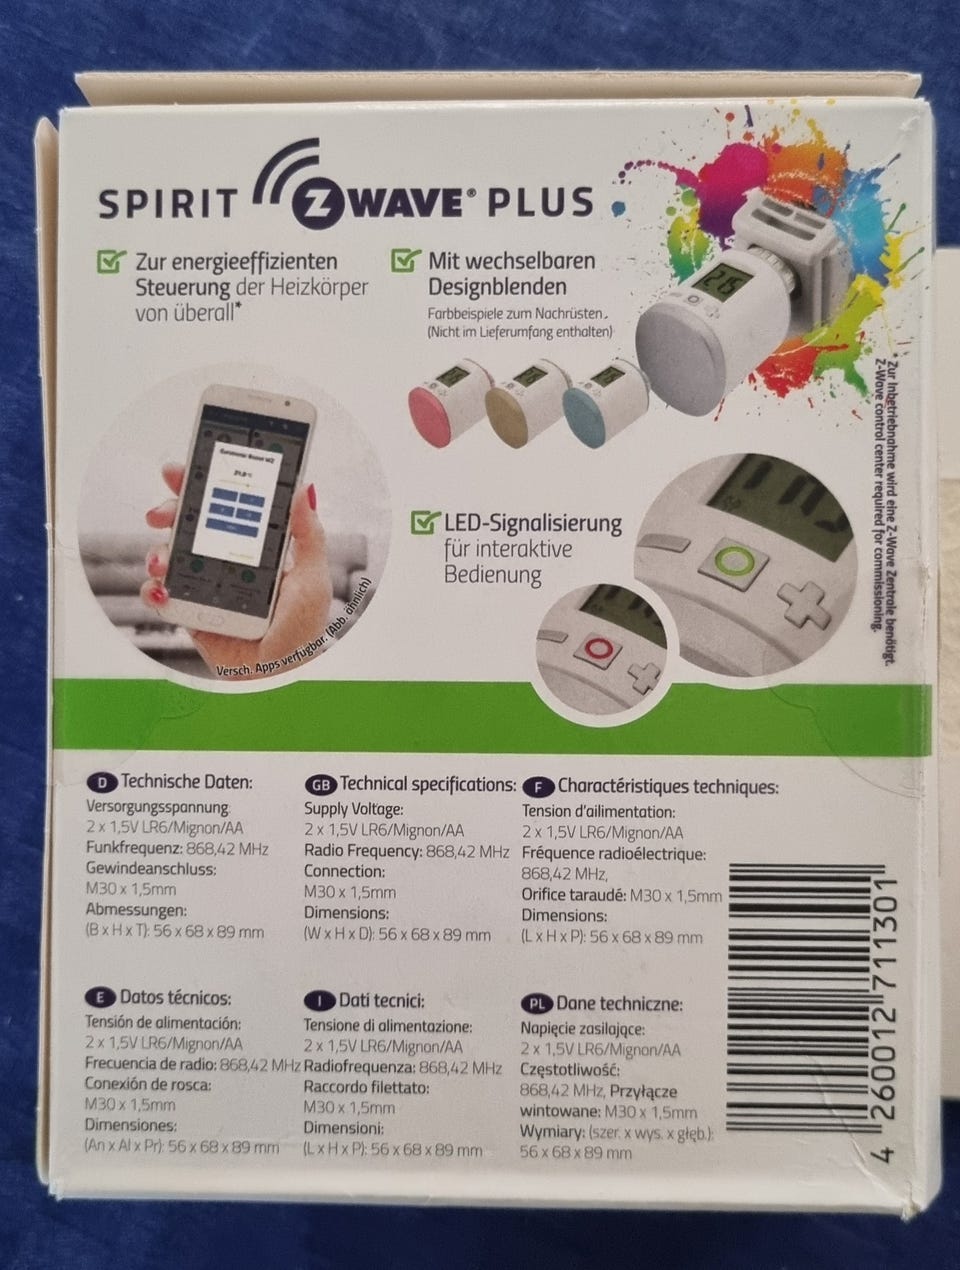 SPIRIT Z WAVE® PLUS
Zur energieeffizienten
Steuerung der Heizkörper
von überall*
Mit wechselbaren
Designblenden
Farbbeispiele zum Nachrüsten.
(Nicht im Lieferumfang enthalten)
21.5
LED-Signalisierung
für interaktive
Bedienung
Versch. Apps verfügbar. (Abb. ähnlich)
*Zur Inbetriebnahme wird eine Z-Wave Zentrale benötigt.
Z-Wave control center required for commissioning.
D Technische Daten:
Versorgungsspannung
2 x 1,5V LR6/Mignon/AA
Funkfrequenz: 868,42 MHz
Gewindeanschluss:
M30 x 1,5mm
Abmessungen:
(B x H x T): 56 x 68 x 89 mm
GB Technical specifications:
Supply Voltage:
2 x 1,5V LR6/Mignon/AA
Radio Frequency: 868,42 MHz
Connection:
M30 x 1,5mm
Dimensions:
(W x H x D): 56 x 68 x 89 mm
F Charactéristiques techniques:
Tension d'ailimentation:
2 x 1,5V LR6/Mignon/AA
Fréquence radioélectrique:
868,42 MHz,
Orifice taraudé: M30 x 1,5mm
Dimensions:
(L x H x P): 56 x 68 x 89 mm
E Datos técnicos:
Tensión de alimentación:
2 x 1,5V LR6/Mignon/AA
Frecuencia de radio: 868,42 MHz
Conexión de rosca:
M30 x 1,5mm
Dimensiones:
(An x Al x Pr): 56 x 68 x 89 mm
I Dati tecnici:
Tensione di alimentazione:
2 x 1,5V LR6/Mignon/AA
Radiofrequenza: 868,42 MHz
Raccordo filettato:
M30 x 1,5mm
Dimensioni:
(L x H x P): 56 x 68 x 89 mm
PL Dane techniczne:
Napięcie zasilające:
2 x 1,5V LR6/Mignon/AA
Częstotliwość:
868,42 MHz, Przyłącze
wintowane: M30 x 1,5mm
Wymiary: (szer. x wys. x głęb.):
56 x 68 x 89 mm
4 260012 711301